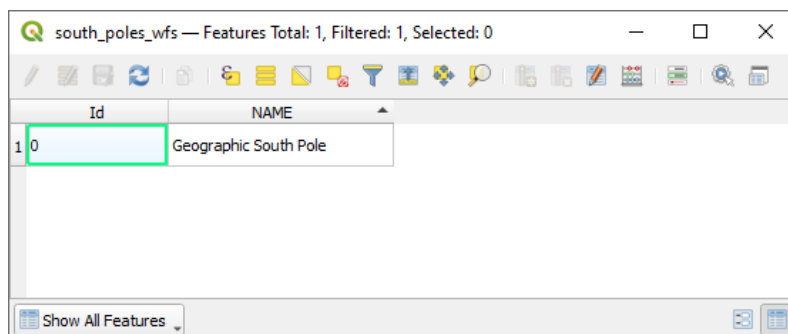 south_poles_wfs — Features Total: 1, Filtered: 1, Selected: 0
Id NAME
1 0 Geographic South Pole
Show All Features